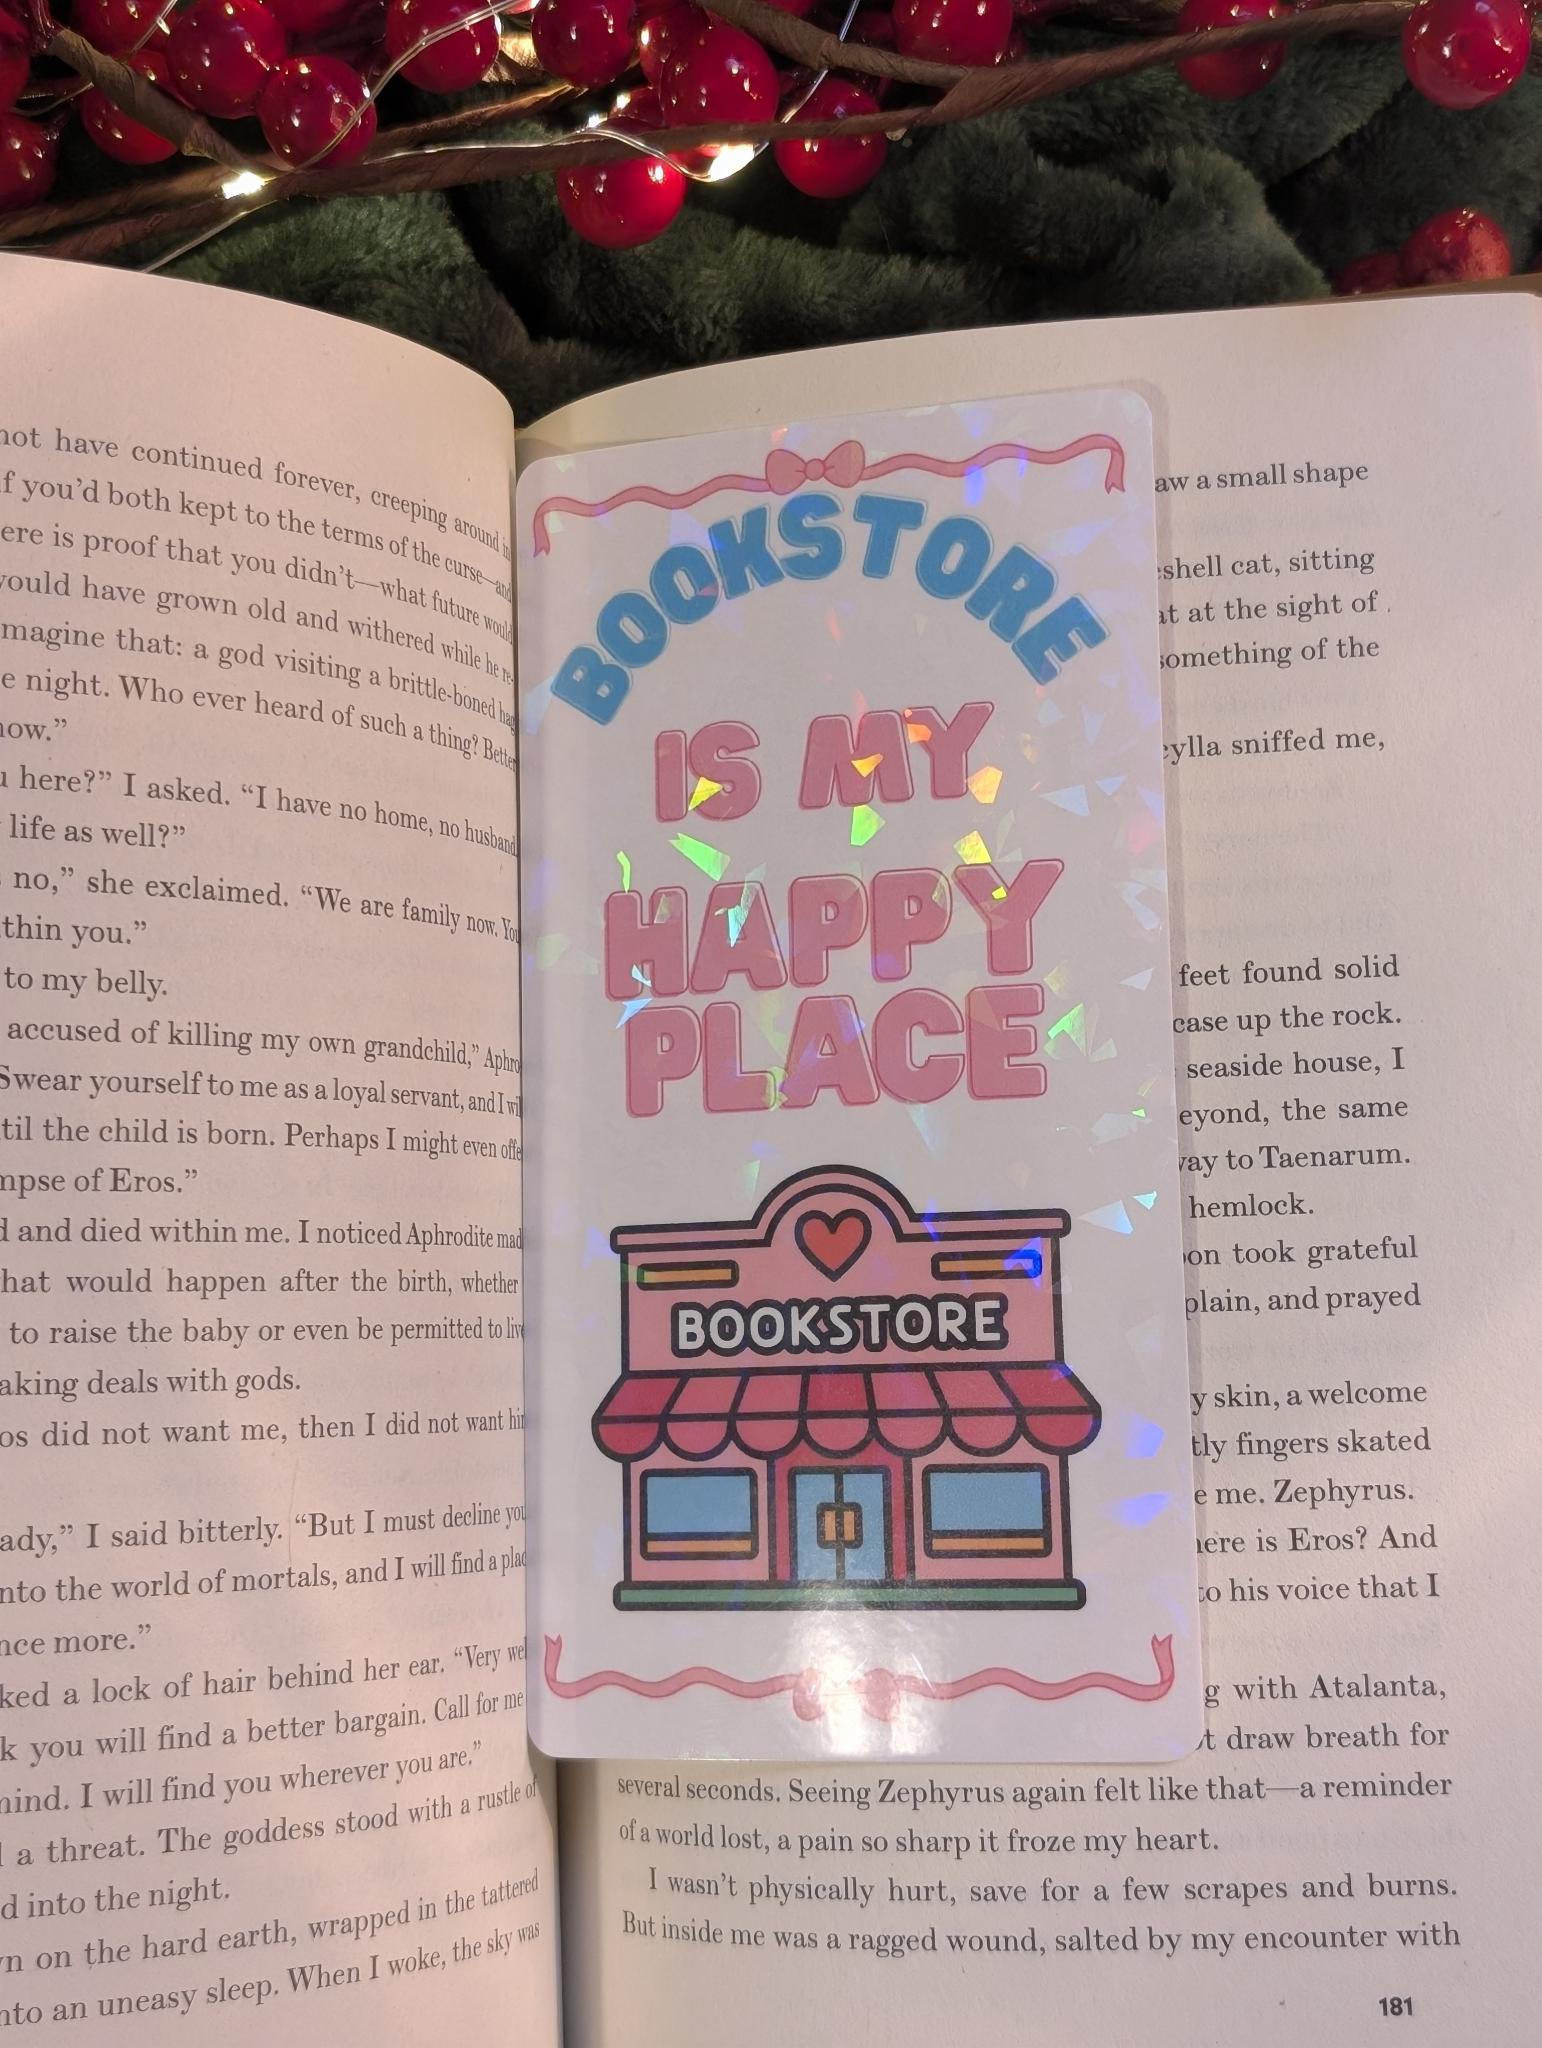 not have continued forever, creeping around in
if you'd both kept to the terms of the curse—and
ere is proof that you didn't—what future would
would have grown old and withered while he re-
magine that: a god visiting a brittle-boned hag
e night. Who ever heard of such a thing? Better
now."
u here?" I asked. "I have no home, no husband
life as well?"
no," she exclaimed. "We are family now. You
thin you."
to my belly.
accused of killing my own grandchild," Aphro
Swear yourself to me as a loyal servant, and I wil
til the child is born. Perhaps I might even offe
mpse of Eros."
d and died within me. I noticed Aphrodite mad
hat would happen after the birth, whether
to raise the baby or even be permitted to live
aking deals with gods.
os did not want me, then I did not want hi
ady," I said bitterly. "But I must decline you
nto the world of mortals, and I will find a plac
nce more."
ked a lock of hair behind her ear. "Very wel
k you will find a better bargain. Call for me
mind. I will find you wherever you are."
a threat. The goddess stood with a rustle of
d into the night.
n on the hard earth, wrapped in the tattered
nto an uneasy sleep. When I woke, the sky was
BOOKSTORE
IS MY
HAPPY
PLACE
BOOKSTORE
aw a small shape
shell cat, sitting
at at the sight of
something of the
cylla sniffed me,
feet found solid
case up the rock.
seaside house, I
eyond, the same
way to Taenarum.
hemlock.
on took grateful
plain, and prayed
y skin, a welcome
tly fingers skated
e me. Zephyrus.
here is Eros? And
to his voice that I
g with Atalanta,
t draw breath for
several seconds. Seeing Zephyrus again felt like that—a reminder
of a world lost, a pain so sharp it froze my heart.
I wasn't physically hurt, save for a few scrapes and burns.
But inside me was a ragged wound, salted by my encounter with
181